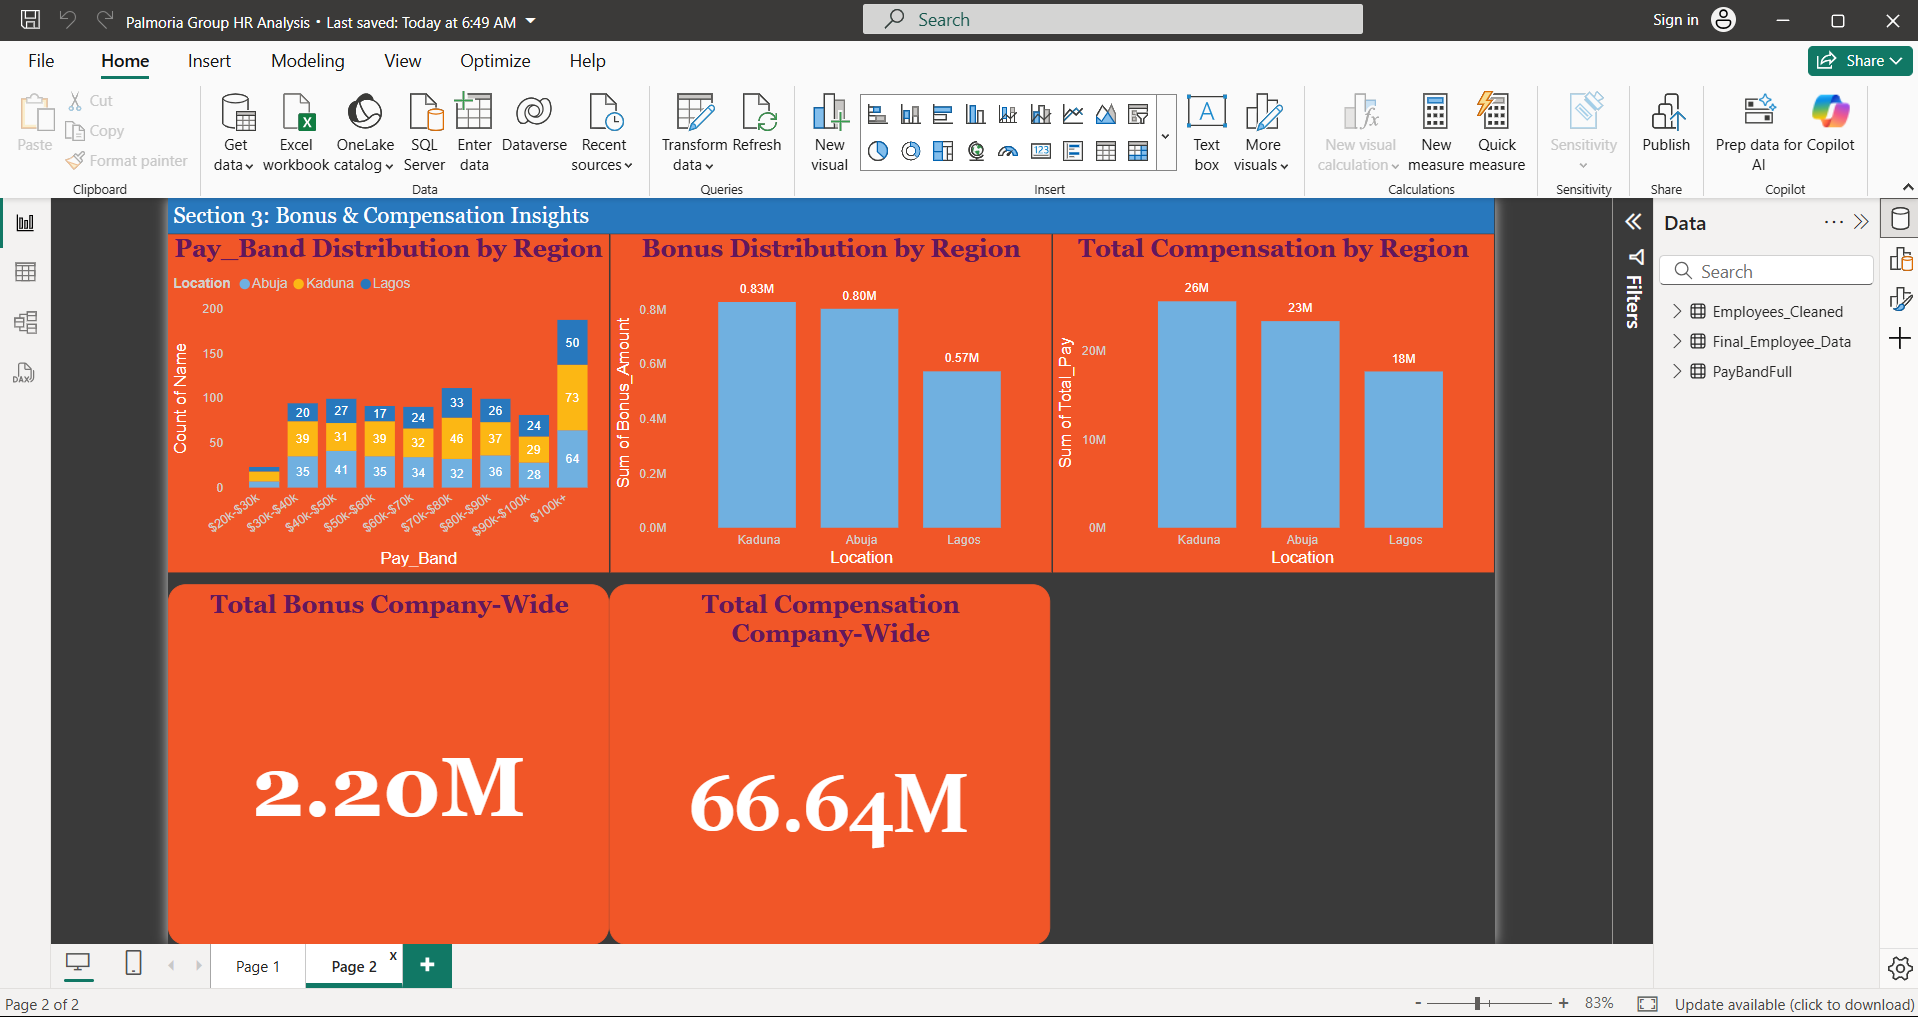 Palmoria Group HR Analysis • Last saved: Today at 6:49 AM
Search
Sign in
File Home Insert Modeling View Optimize Help
Share
Paste
Cut
Copy
Format painter
Clipboard
Get data
Excel workbook
OneLake catalog
SQL Server
Enter data
Dataverse
Recent sources
Data
Transform data
Refresh
Queries
New visual
123
A
Text box
More visuals
Insert
fx
New visual calculation
New measure
Quick measure
Calculations
Sensitivity
Sensitivity
Publish
Share
Prep data for AI
Copilot
Copilot
DAX
Section 3: Bonus & Compensation Insights
Pay_Band Distribution by Region
Location Abuja Kaduna Lagos
Count of Name
200
150
100
50
0
20 27 17 24 33 26 24 50
39 31 39 32 46 37 29 73
35 41 35 34 32 36 28 64
$20k-$30k $30k-$40k $40k-$50k $50k-$60k $60k-$70k $70k-$80k $80k-$90k $90k-$100k $100k+
Pay_Band
Bonus Distribution by Region
Sum of Bonus_Amount
0.8M
0.6M
0.4M
0.2M
0.0M
0.83M 0.80M 0.57M
Kaduna Abuja Lagos
Location
Total Compensation by Region
Sum of Total_Pay
20M
10M
0M
26M 23M 18M
Kaduna Abuja Lagos
Location
Total Bonus Company-Wide
2.20M
Total Compensation
Company-Wide
66.64M
Filters
Data
Search
Employees_Cleaned
Final_Employee_Data
PayBandFull
Page 1
Page 2
x
+
Page 2 of 2
- + 83%
Update available (click to download)